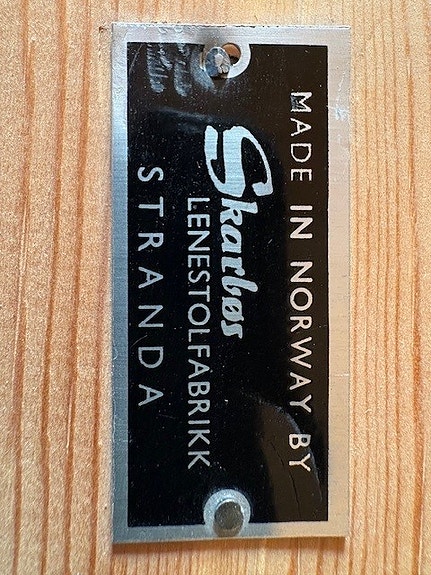 MADE IN NORWAY BY
Skarbøs
LENESTOLFABRIKK
STRANDA